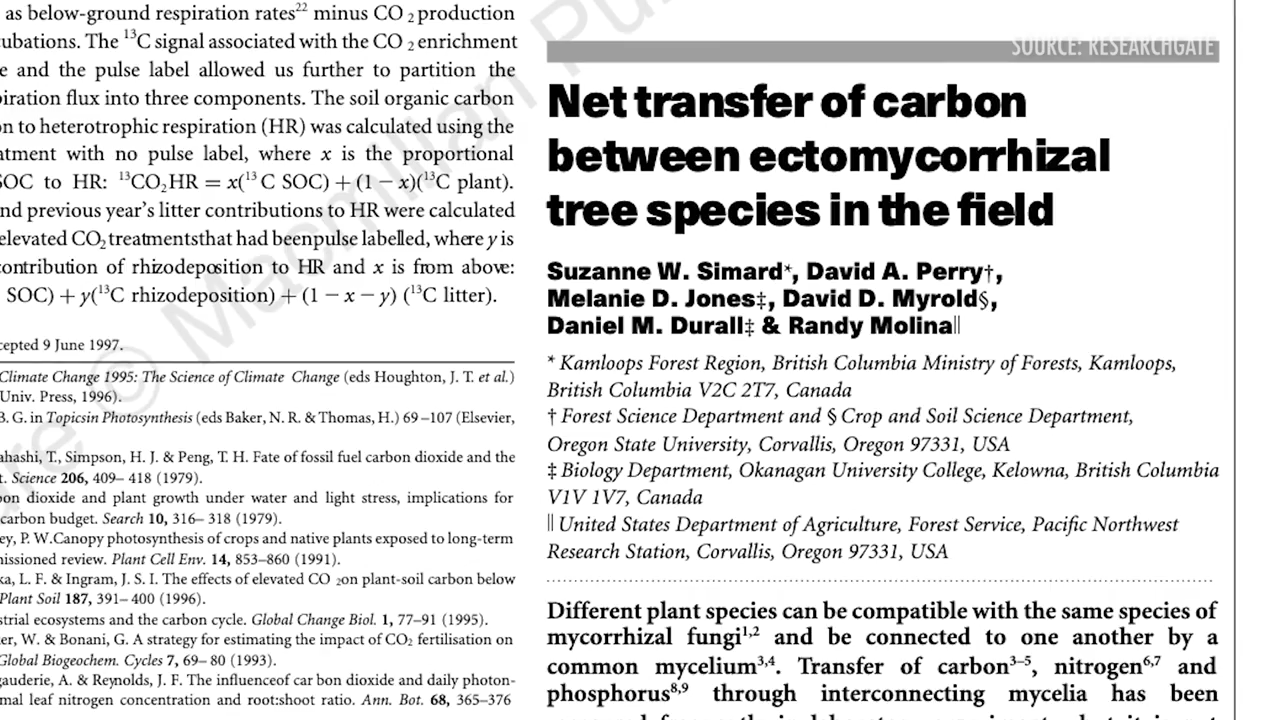 as below-ground respiration rates22 minus CO 2 production
cubations. The 13C signal associated with the CO 2 enrichment
e and the pulse label allowed us further to partition the
iration flux into three components. The soil organic carbon
on to heterotrophic respiration (HR) was calculated using the
atment with no pulse label, where x is the proportional
SOC to HR: 13CO2HR = x(13C SOC) + (1 − x)(13C plant).
nd previous year's litter contributions to HR were calculated
elevated CO2 treatments that had been pulse labelled, where y is
contribution of rhizodeposition to HR and x is from above:
SOC) + y(13C rhizodeposition) + (1 − x − y) (13C litter).
cepted 9 June 1997.
Climate Change 1995: The Science of Climate Change (eds Houghton, J. T. et al.)
Univ. Press, 1996).
B. G. in Topicsin Photosynthesis (eds Baker, N. R. & Thomas, H.) 69–107 (Elsevier,
ahashi, T., Simpson, H. J. & Peng, T. H. Fate of fossil fuel carbon dioxide and the
t. Science 206, 409– 418 (1979).
bon dioxide and plant growth under water and light stress, implications for
carbon budget. Search 10, 316– 318 (1979).
ey, P. W.Canopy photosynthesis of crops and native plants exposed to long-term
missioned review. Plant Cell Env. 14, 853–860 (1991).
ka, L. F. & Ingram, J. S. I. The effects of elevated CO 2on plant-soil carbon below
Plant Soil 187, 391– 400 (1996).
strial ecosystems and the carbon cycle. Global Change Biol. 1, 77–91 (1995).
er, W. & Bonani, G. A strategy for estimating the impact of CO2 fertilisation on
Global Biogeochem. Cycles 7, 69– 80 (1993).
gauderie, A. & Reynolds, J. F. The influenceof car bon dioxide and daily photon-
mal leaf nitrogen concentration and root:shoot ratio. Ann. Bot. 68, 365–376
© Macmillan Pu
SOURCE: RESEARCHGATE
Net transfer of carbon
between ectomycorrhizal
tree species in the field
Suzanne W. Simard*, David A. Perry†,
Melanie D. Jones‡, David D. Myrold§,
Daniel M. Durall‡ & Randy Molina||
* Kamloops Forest Region, British Columbia Ministry of Forests, Kamloops,
British Columbia V2C 2T7, Canada
† Forest Science Department and § Crop and Soil Science Department,
Oregon State University, Corvallis, Oregon 97331, USA
‡ Biology Department, Okanagan University College, Kelowna, British Columbia
V1V 1V7, Canada
|| United States Department of Agriculture, Forest Service, Pacific Northwest
Research Station, Corvallis, Oregon 97331, USA
Different plant species can be compatible with the same species of
mycorrhizal fungi1,2 and be connected to one another by a
common mycelium3,4. Transfer of carbon3–5, nitrogen6,7 and
phosphorus8,9 through interconnecting mycelia has been